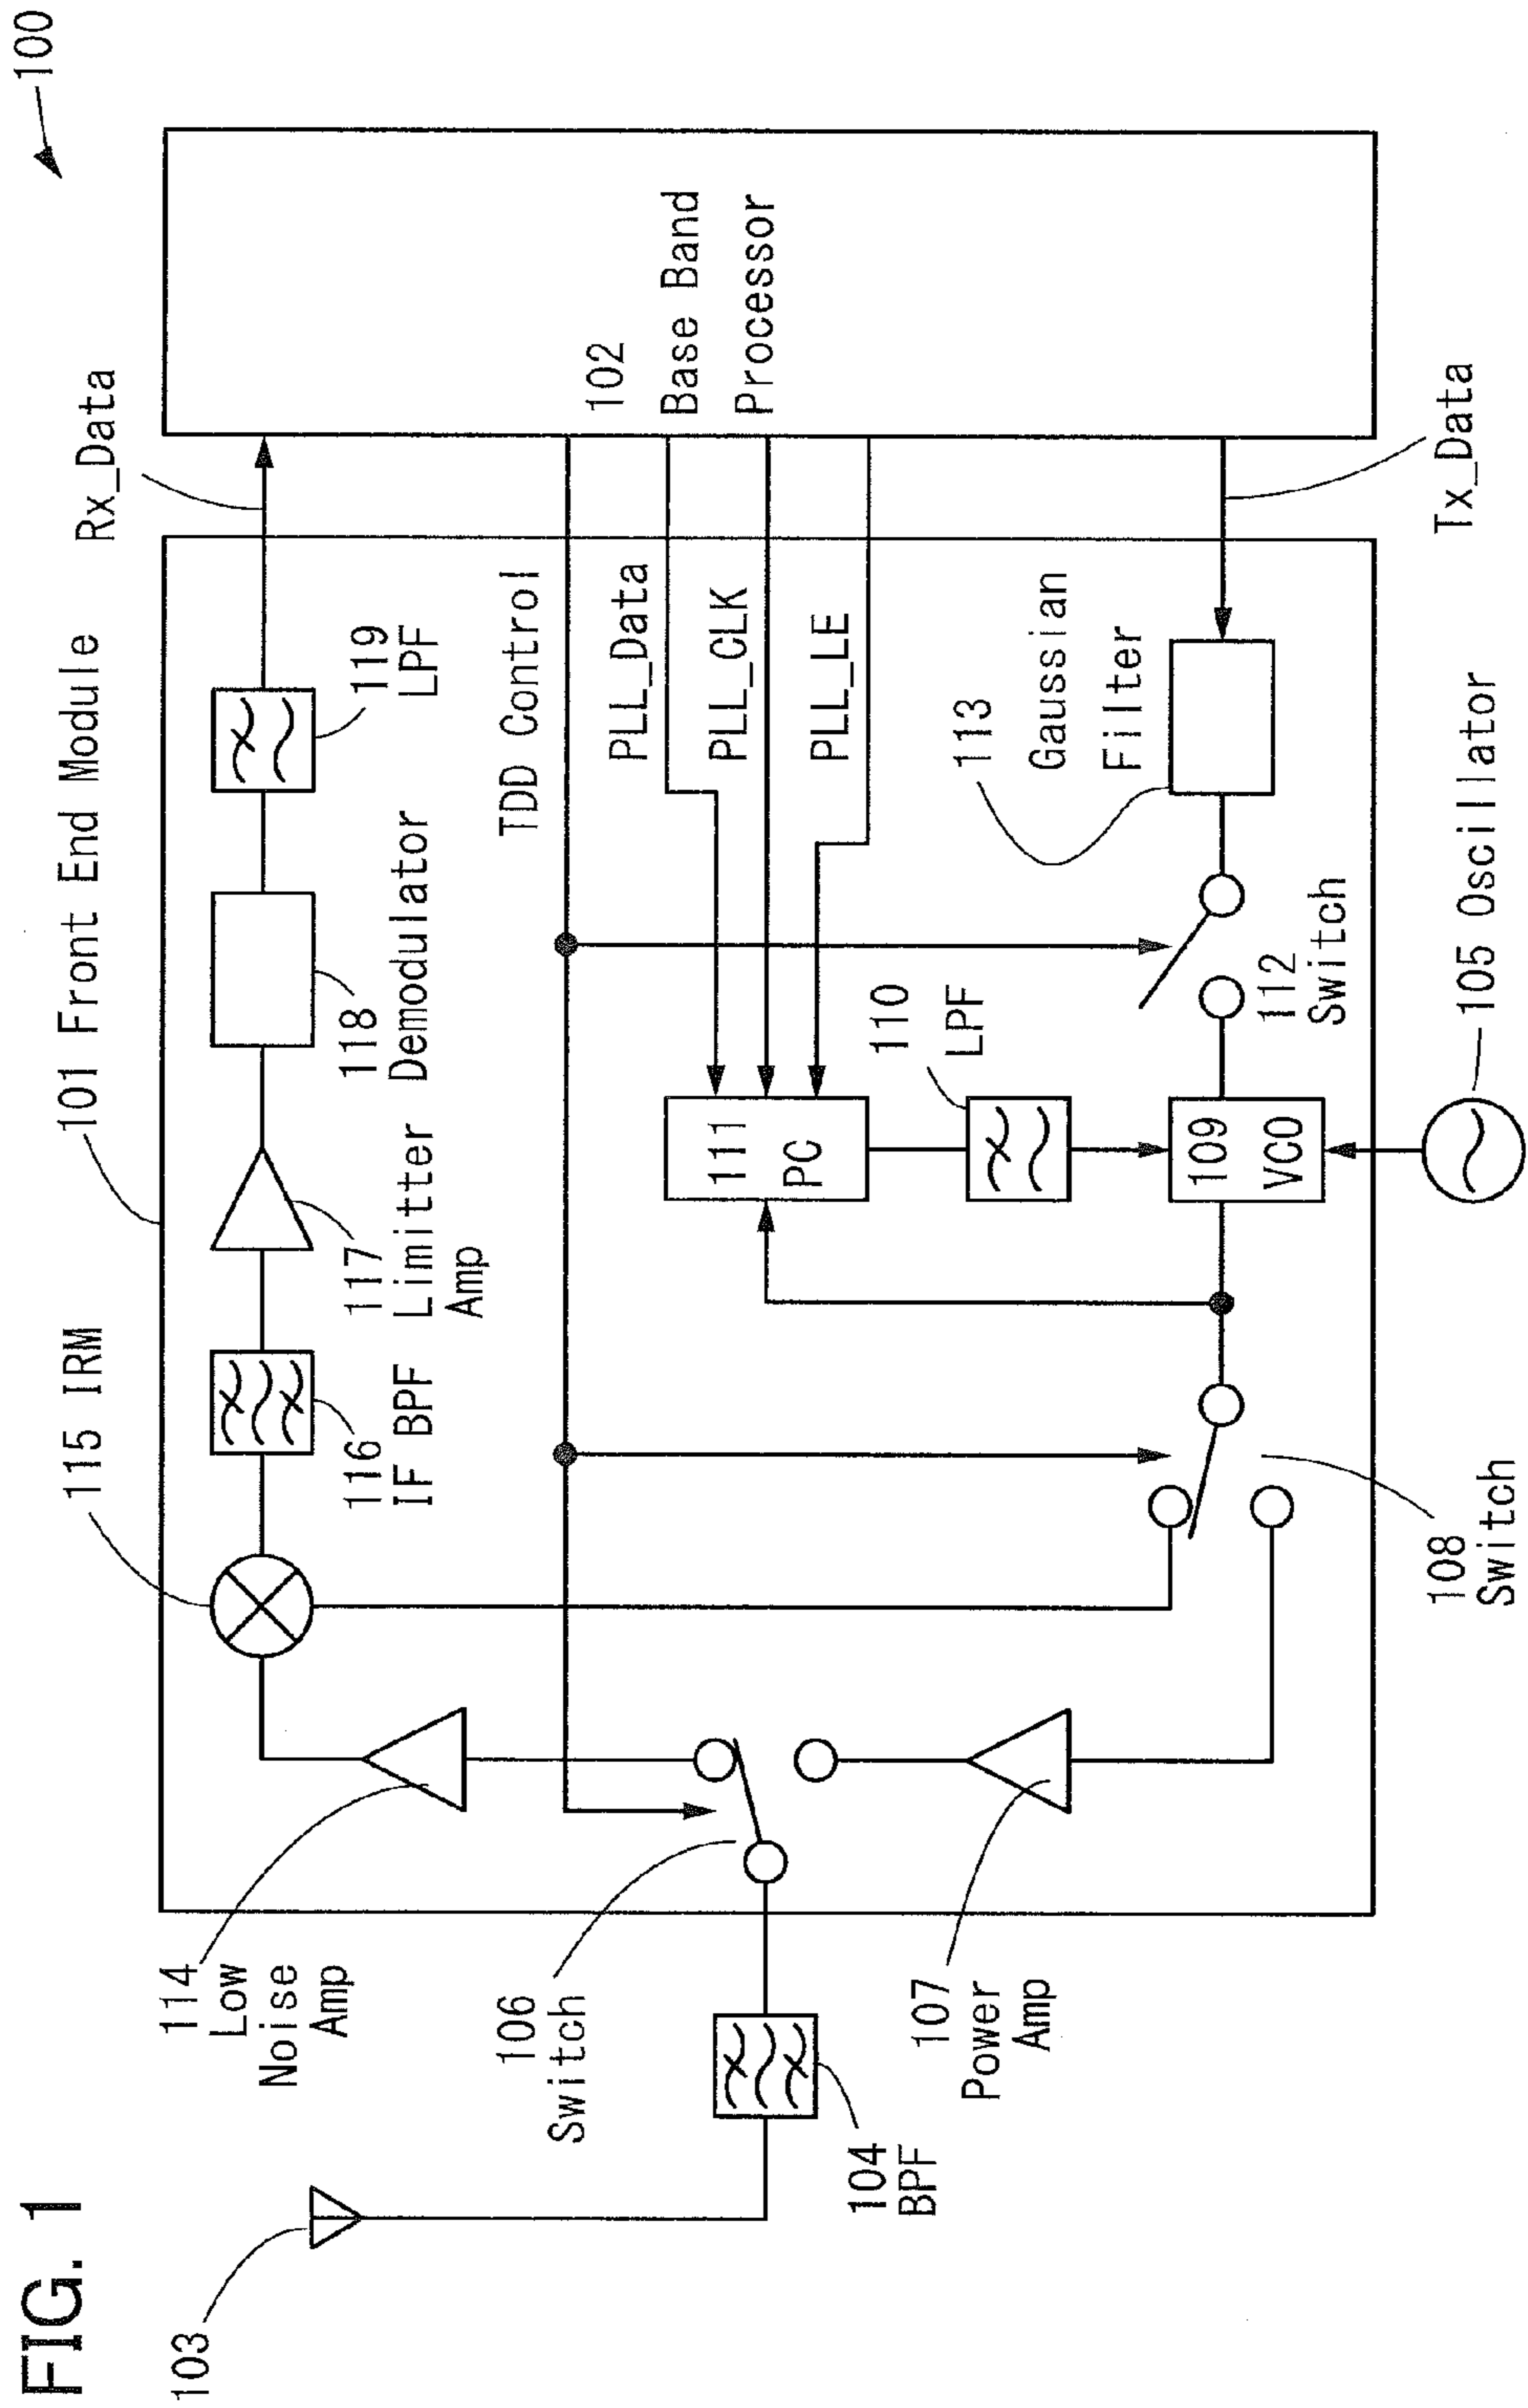 FIG. 1
100
103
104
BPF
101 Front End Module
102
Base Band
Processor
Rx_Data
Tx_Data
105 Oscillator
106
Switch
107
Power
Amp
108
Switch
109
VCO
110
LPF
111
PC
112
Switch
113
Gaussian
Filter
114
Low
Noise
Amp
115 IRM
116
IF BPF
117
Limitter
Amp
118
Demodulator
119
LPF
TDD Control
PLL_Data
PLL_CLK
PLL_LE